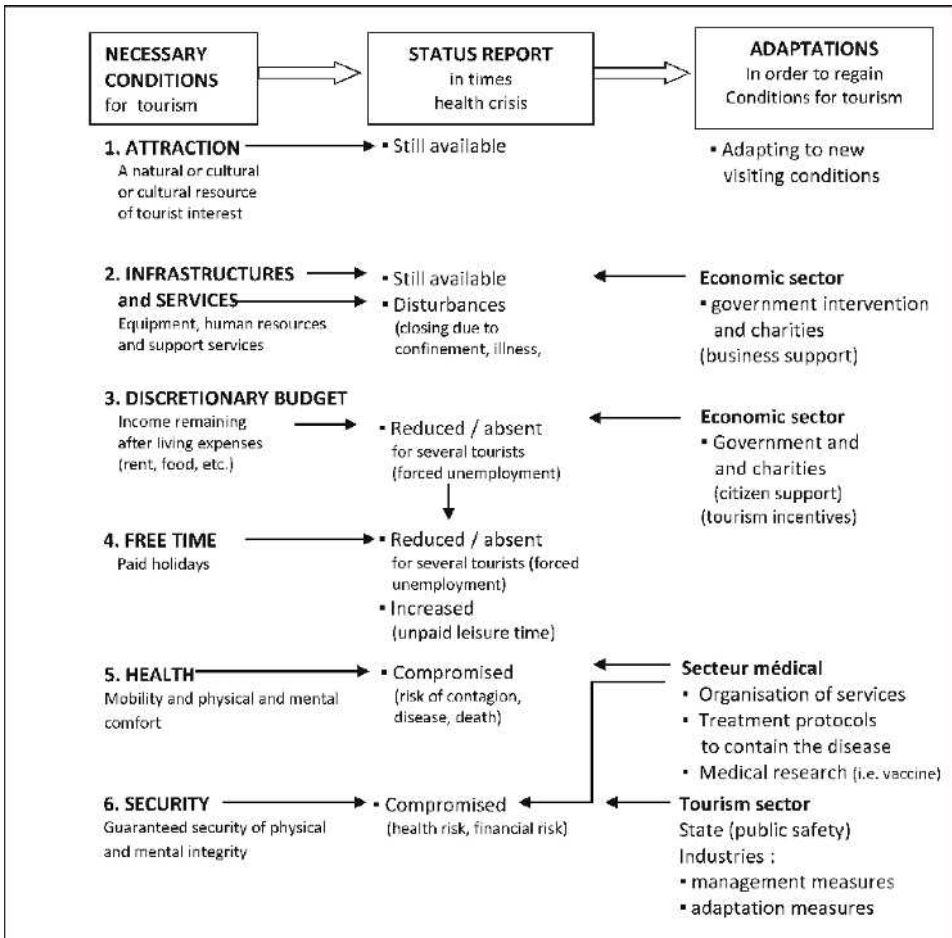 NECESSARY
CONDITIONS
for tourism
STATUS REPORT
in times
health crisis
ADAPTATIONS
In order to regain
Conditions for tourism
1. ATTRACTION
A natural or cultural
or cultural resource
of tourist interest
▪ Still available
▪ Adapting to new
visiting conditions
2. INFRASTRUCTURES
and SERVICES
Equipment, human resources
and support services
▪ Still available
▪ Disturbances
(closing due to
confinement, illness,
Economic sector
▪ government intervention
and charities
(business support)
3. DISCRETIONARY BUDGET
Income remaining
after living expenses
(rent, food, etc.)
▪ Reduced / absent
for several tourists
(forced unemployment)
Economic sector
▪ Government and
and charities
(citizen support)
(tourism incentives)
4. FREE TIME
Paid holidays
▪ Reduced / absent
for several tourists (forced
unemployment)
▪ Increased
(unpaid leisure time)
5. HEALTH
Mobility and physical and mental
comfort
▪ Compromised
(risk of contagion,
disease, death)
Secteur médical
▪ Organisation of services
▪ Treatment protocols
to contain the disease
▪ Medical research (i.e. vaccine)
6. SECURITY
Guaranteed security of physical
and mental integrity
▪ Compromised
(health risk, financial risk)
Tourism sector
State (public safety)
Industries :
▪ management measures
▪ adaptation measures